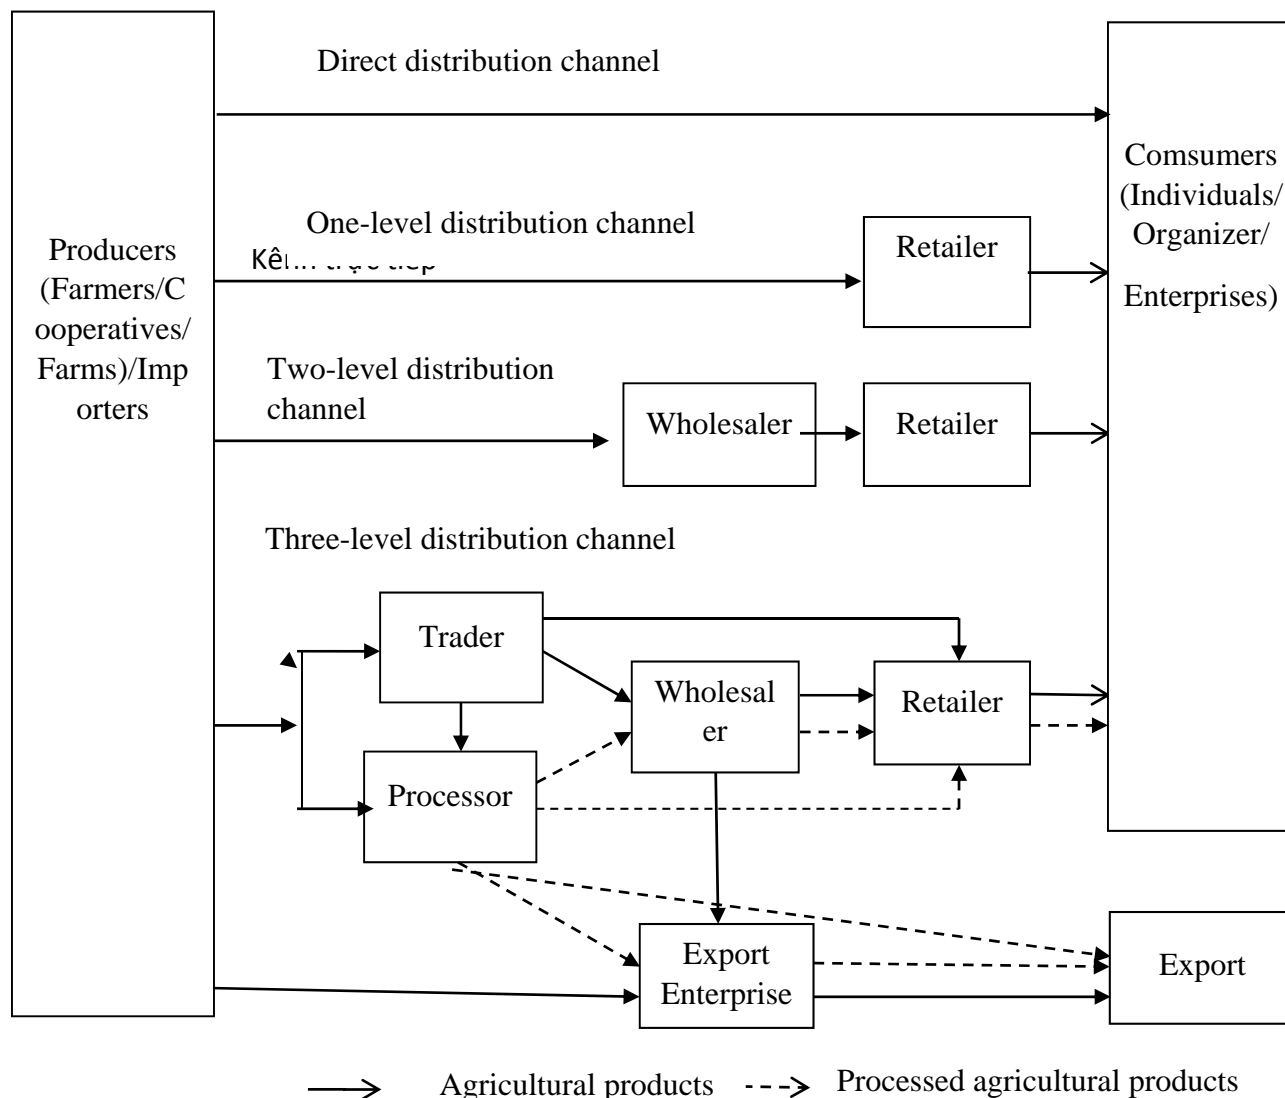 Direct distribution channel
Comsumers
(Individuals/
Organizer/
Enterprises)
One-level distribution channel
Retailer
Producers
(Farmers/C
ooperatives/
Farms)/Imp
orters
Two-level distribution
channel
Wholesaler
Retailer
Three-level distribution channel
Trader
Wholesal
er
Retailer
Processor
Export
Enterprise
Export
Agricultural products
Processed agricultural products